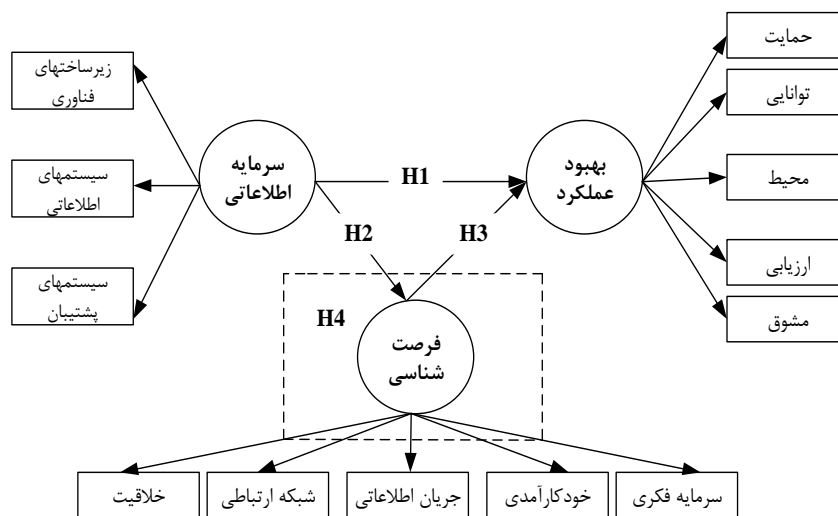 حمایت
توانایی
محیط
ارزیابی
مشوق
بهبود
عملکرد
H1
H2
H3
H4
سرمایه
اطلاعاتی
زیرساختهای
فناوری
سیستمهای
اطلاعاتی
سیستمهای
پشتیبان
فرصت
شناسی
سرمایه فکری
خودکارآمدی
جریان اطلاعاتی
شبکه ارتباطی
خلاقیت